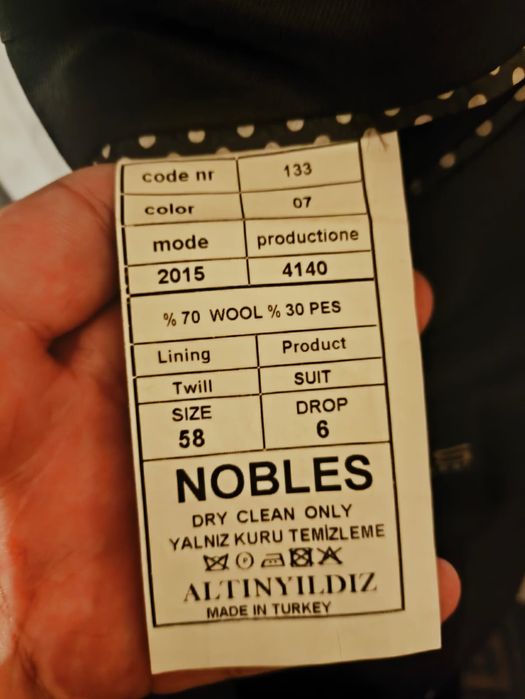 code nr 133
color 07
mode productione
2015 4140
% 70 WOOL % 30 PES
Lining Product
Twill SUIT
SIZE DROP
58 6
NOBLES
DRY CLEAN ONLY
YALNIZ KURU TEMİZLEME
ALTINYILDIZ
MADE IN TURKEY